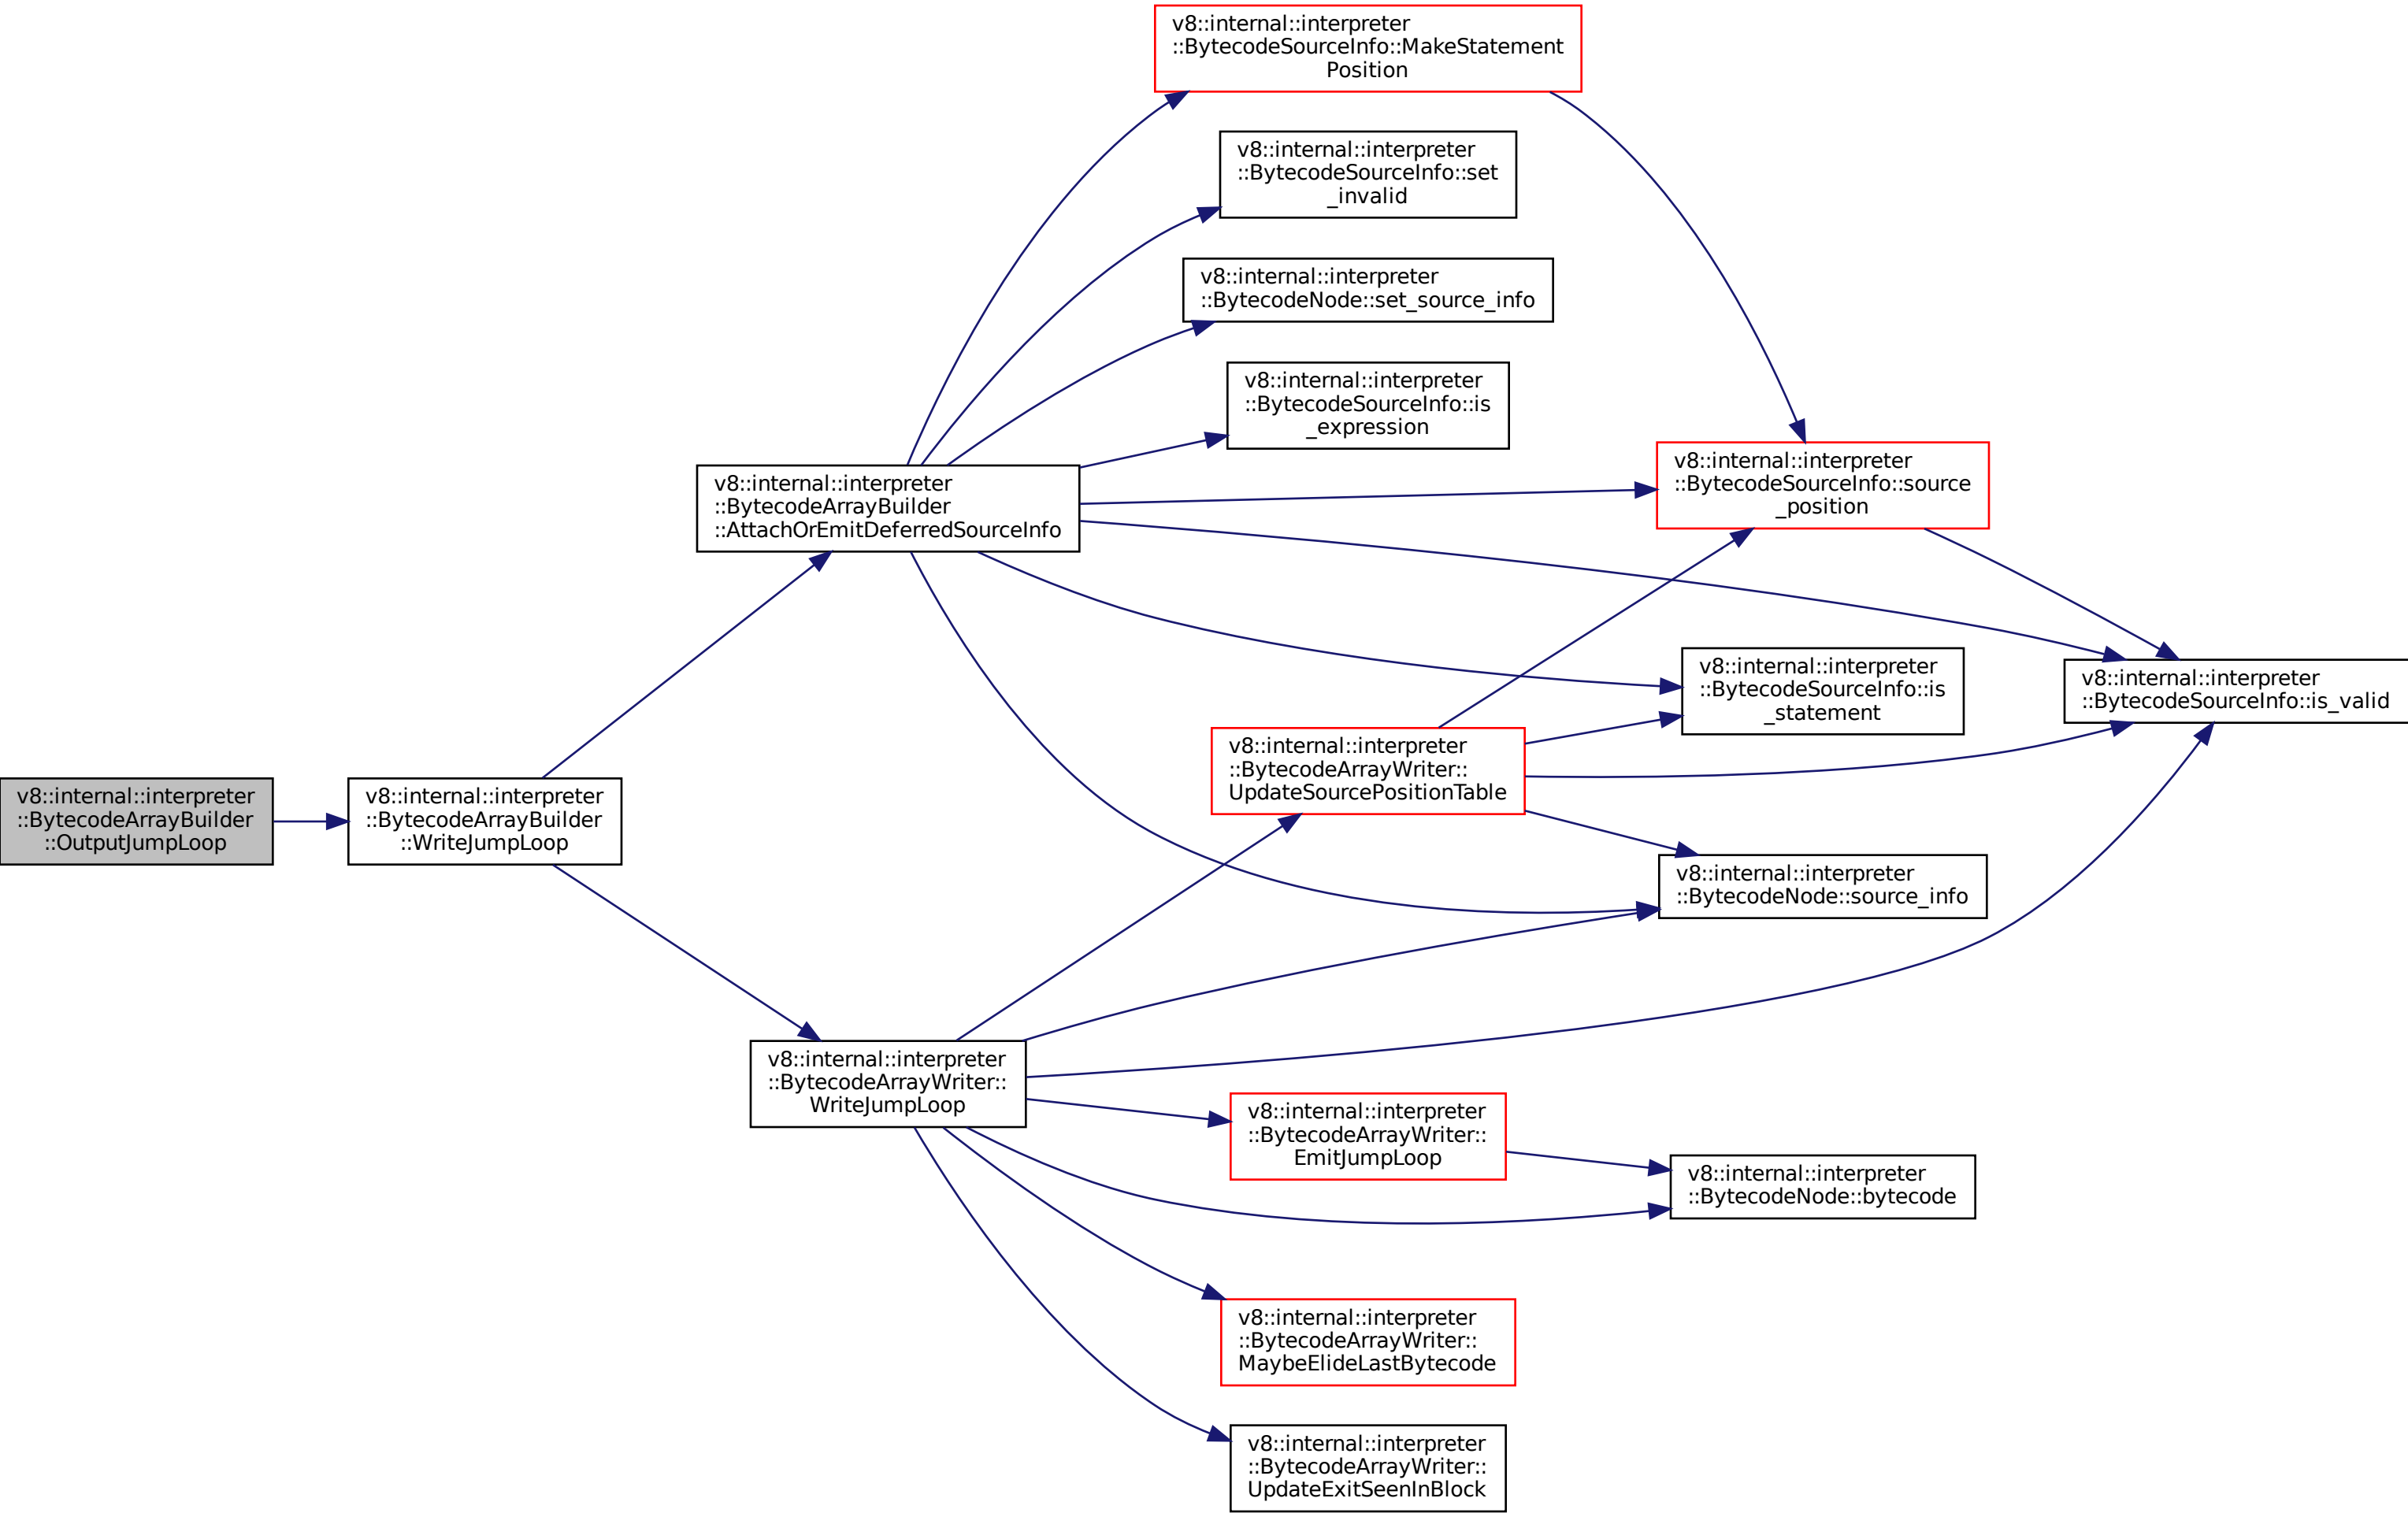 v8::internal::interpreter
::BytecodeSourceInfo::MakeStatement
Position
v8::internal::interpreter
::BytecodeSourceInfo::set
_invalid
v8::internal::interpreter
::BytecodeNode::set_source_info
v8::internal::interpreter
::BytecodeSourceInfo::is
_expression
v8::internal::interpreter
::BytecodeSourceInfo::source
_position
v8::internal::interpreter
::BytecodeArrayBuilder
::AttachOrEmitDeferredSourceInfo
v8::internal::interpreter
::BytecodeSourceInfo::is
_statement
v8::internal::interpreter
::BytecodeSourceInfo::is_valid
v8::internal::interpreter
::BytecodeArrayWriter::
UpdateSourcePositionTable
v8::internal::interpreter
::BytecodeArrayBuilder
::OutputJumpLoop
v8::internal::interpreter
::BytecodeArrayBuilder
::WriteJumpLoop
v8::internal::interpreter
::BytecodeNode::source_info
v8::internal::interpreter
::BytecodeArrayWriter::
WriteJumpLoop
v8::internal::interpreter
::BytecodeArrayWriter::
EmitJumpLoop
v8::internal::interpreter
::BytecodeNode::bytecode
v8::internal::interpreter
::BytecodeArrayWriter::
MaybeElideLastBytecode
v8::internal::interpreter
::BytecodeArrayWriter::
UpdateExitSeenInBlock